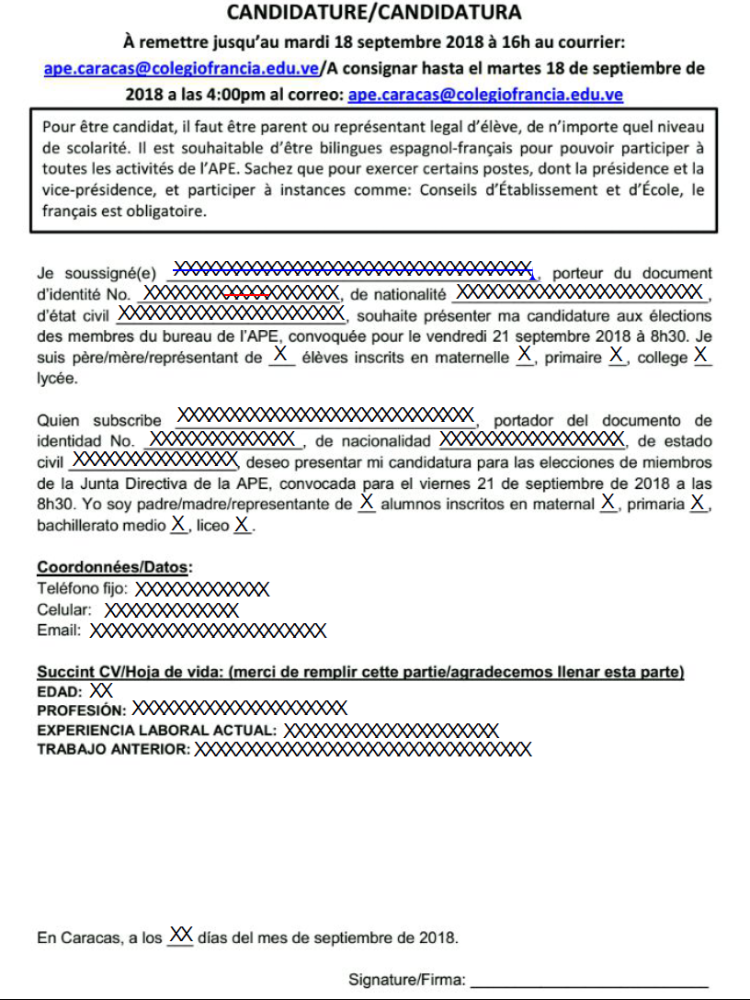 CANDIDATURE/CANDIDATURA
À remettre jusqu'au mardi 18 septembre 2018 à 16h au courrier:
ape.caracas@colegiofrancia.edu.ve/A consignar hasta el martes 18 de septiembre de
2018 a las 4:00pm al correo: ape.caracas@colegiofrancia.edu.ve
Pour être candidat, il faut être parent ou représentant legal d'élève, de n'importe quel niveau
de scolarité. Il est souhaitable d'être bilingues espagnol-français pour pouvoir participer à
toutes les activités de l'APE. Sachez que pour exercer certains postes, dont la présidence et la
vice-présidence, et participer à instances comme: Conseils d'Établissement et d'École, le
français est obligatoire.
Je soussigné(e) XXXXXXXXXXXXXXXXXXXXXXXXXXXXXXXXXXX, porteur du document
d'identité No. XXXXXXXXXXXXXXXXXXX, de nationalité XXXXXXXXXXXXXXXXXXXXXXXX,
d'état civil XXXXXXXXXXXXXXXXXXXXXX, souhaite présenter ma candidature aux élections
des membres du bureau de l'APE, convoquée pour le vendredi 21 septembre 2018 à 8h30. Je
suis père/mère/représentant de X élèves inscrits en maternelle X, primaire X, college X
lycée.
Quien subscribe XXXXXXXXXXXXXXXXXXXXXXXXXXXXX, portador del documento de
identidad No. XXXXXXXXXXXXXX, de nacionalidad XXXXXXXXXXXXXXXXXX, de estado
civil XXXXXXXXXXXXXXXX, deseo presentar mi candidatura para las elecciones de miembros
de la Junta Directiva de la APE, convocada para el viernes 21 de septiembre de 2018 a las
8h30. Yo soy padre/madre/representante de X alumnos inscritos en maternal X, primaria X,
bachillerato medio X, liceo X.
Coordonnées/Datos:
Teléfono fijo: XXXXXXXXXXXXX
Celular: XXXXXXXXXXXXX
Email: XXXXXXXXXXXXXXXXXXXXXXX
Succint CV/Hoja de vida: (merci de remplir cette partie/agradecemos llenar esta parte)
EDAD: XX
PROFESIÓN: XXXXXXXXXXXXXXXXXXXXX
EXPERIENCIA LABORAL ACTUAL: XXXXXXXXXXXXXXXXXXXXX
TRABAJO ANTERIOR: XXXXXXXXXXXXXXXXXXXXXXXXXXXXXXXXX
En Caracas, a los XX días del mes de septiembre de 2018.
Signature/Firma: ____________________________